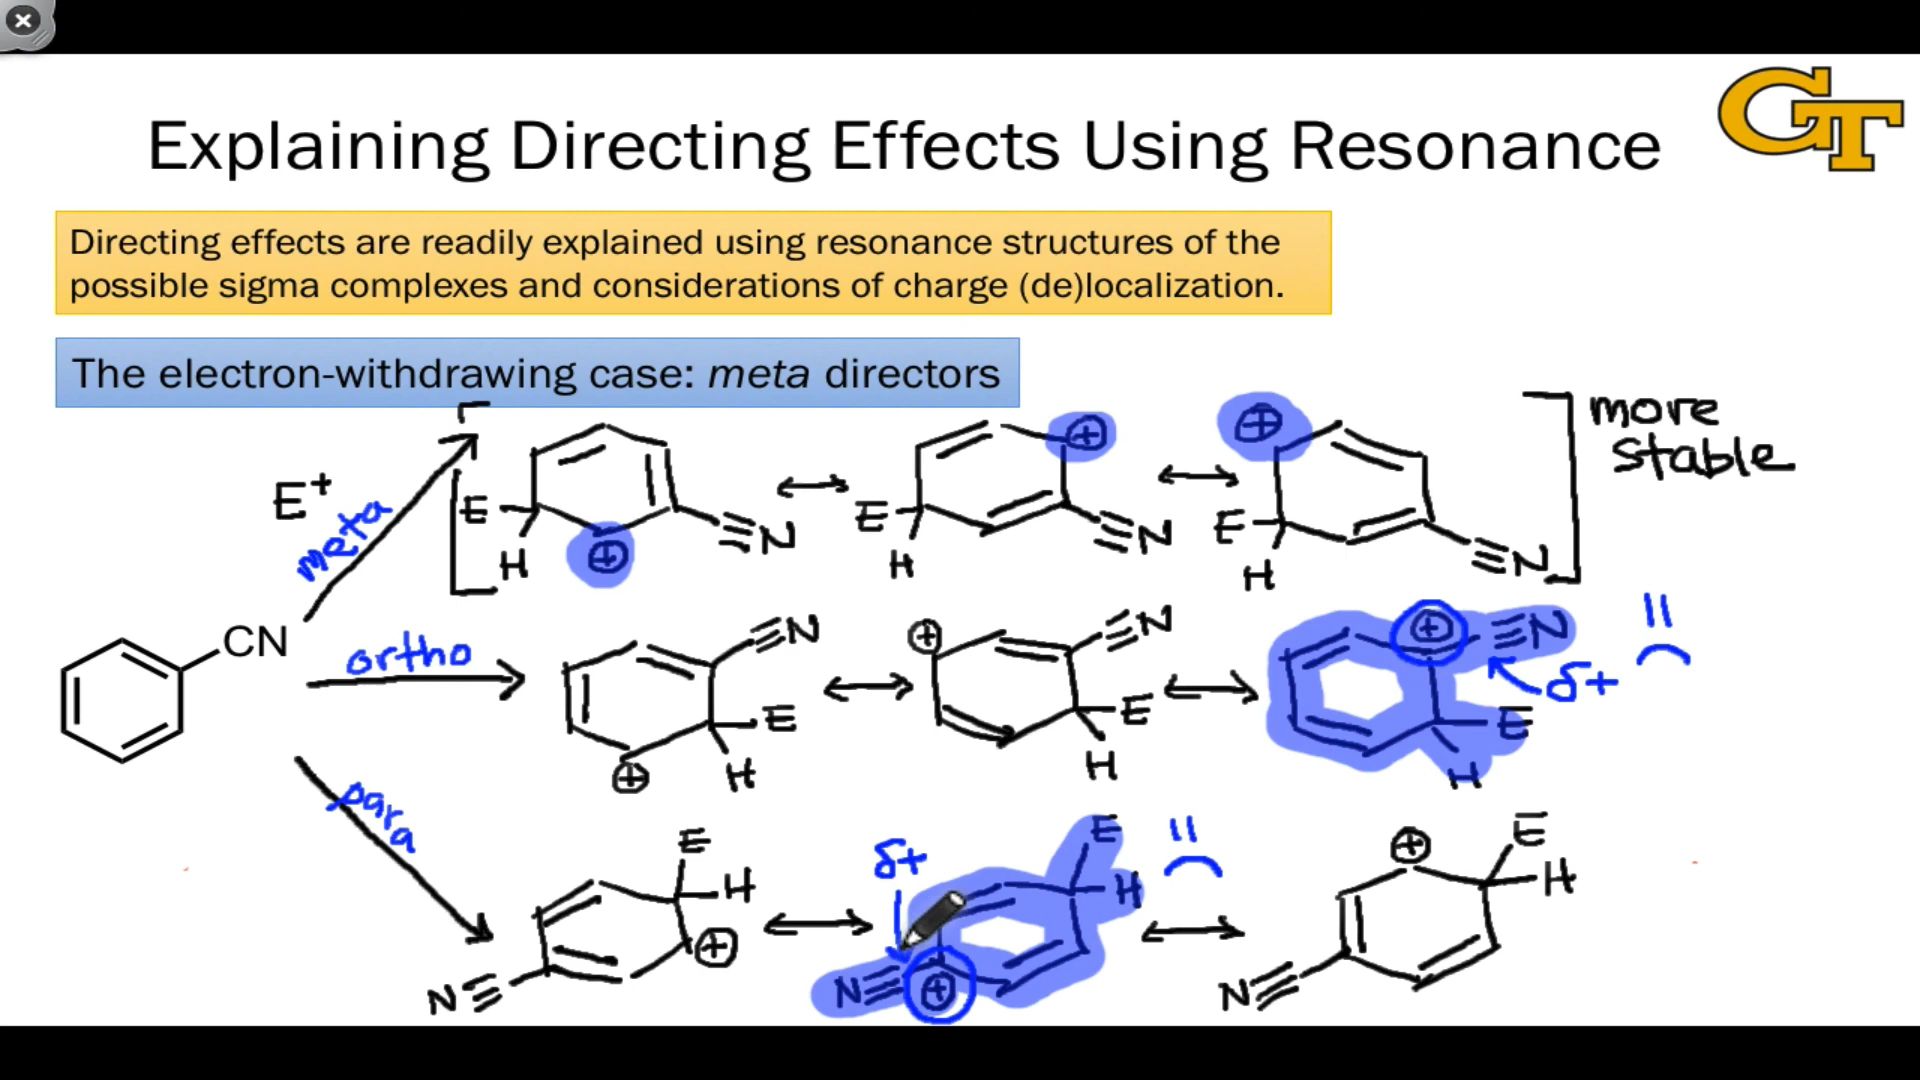 GT
Explaining Directing Effects Using Resonance
Directing effects are readily explained using resonance structures of the
possible sigma complexes and considerations of charge (de)localization.
The electron-withdrawing case: meta directors
more
stable
E+
meta
E
H
⊕
≡N
⊕
E
H
≡N
⊕
E
H
≡N
CN
ortho
≡N
E
⊕
H
⊕
≡N
E
H
⊕
≡N
δ+
E
H
para
E
H
⊕
N≡
δ+
E
H
N≡
⊕
⊕
E
H
N≡